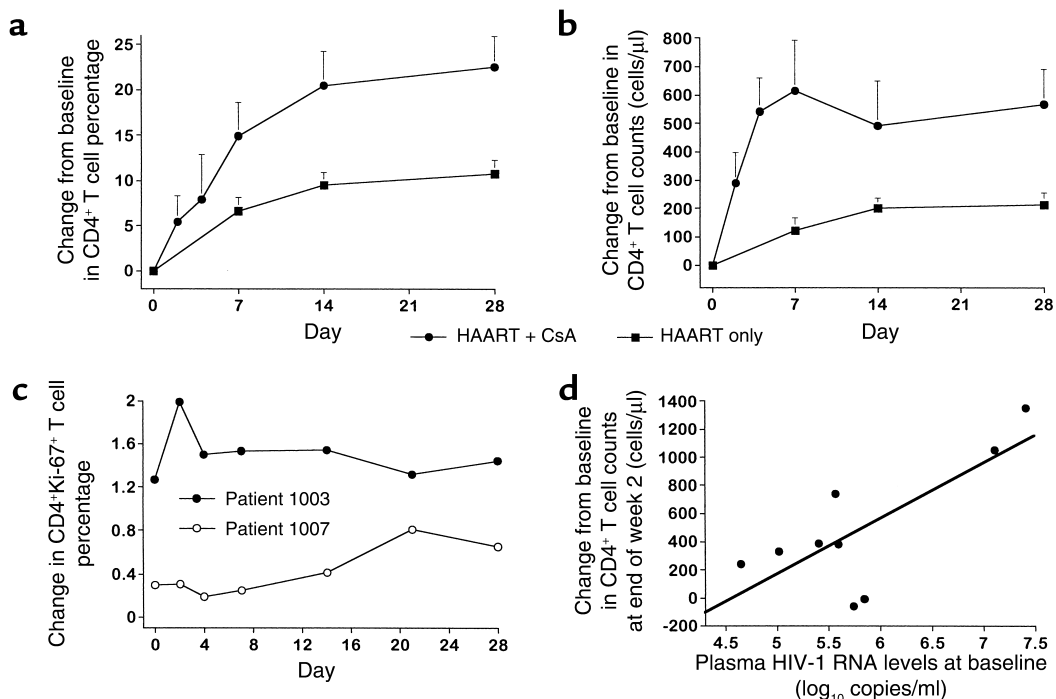 a
Change from baseline
in CD4⁺ T cell percentage
25
20
15
10
5
0
0 7 14 21 28
Day
b
Change from baseline in
CD4⁺ T cell counts (cells/µl)
800
700
600
500
400
300
200
100
0
0 7 14 21 28
Day
HAART + CsA HAART only
c
Change in CD4⁺Ki-67⁺ T cell
percentage
2
1.6
1.2
0.8
0.4
0
Patient 1003
Patient 1007
0 4 8 12 16 20 24 28
Day
d
Change from baseline
in CD4⁺ T cell counts
at end of week 2 (cells/µl)
1400
1200
1000
800
600
400
200
0
-200
4.5 5 5.5 6 6.5 7 7.5
Plasma HIV-1 RNA levels at baseline
(log₁₀ copies/ml)